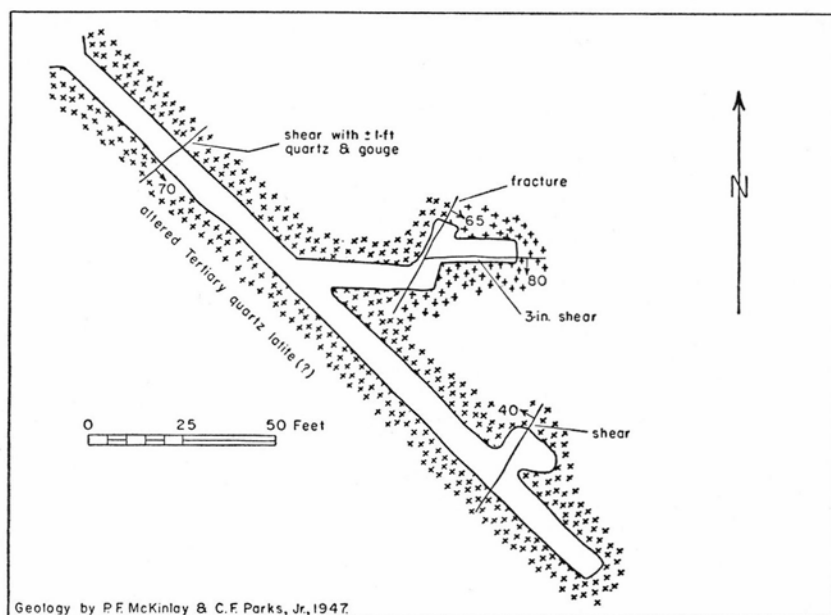 shear with ± 1-ft
quartz & gouge
70
altered Tertiary quartz latite(?)
fracture
65
N
80
3-in. shear
40
shear
0 25 50 Feet
Geology by P.F. McKinlay & C.F. Parks, Jr., 1947.